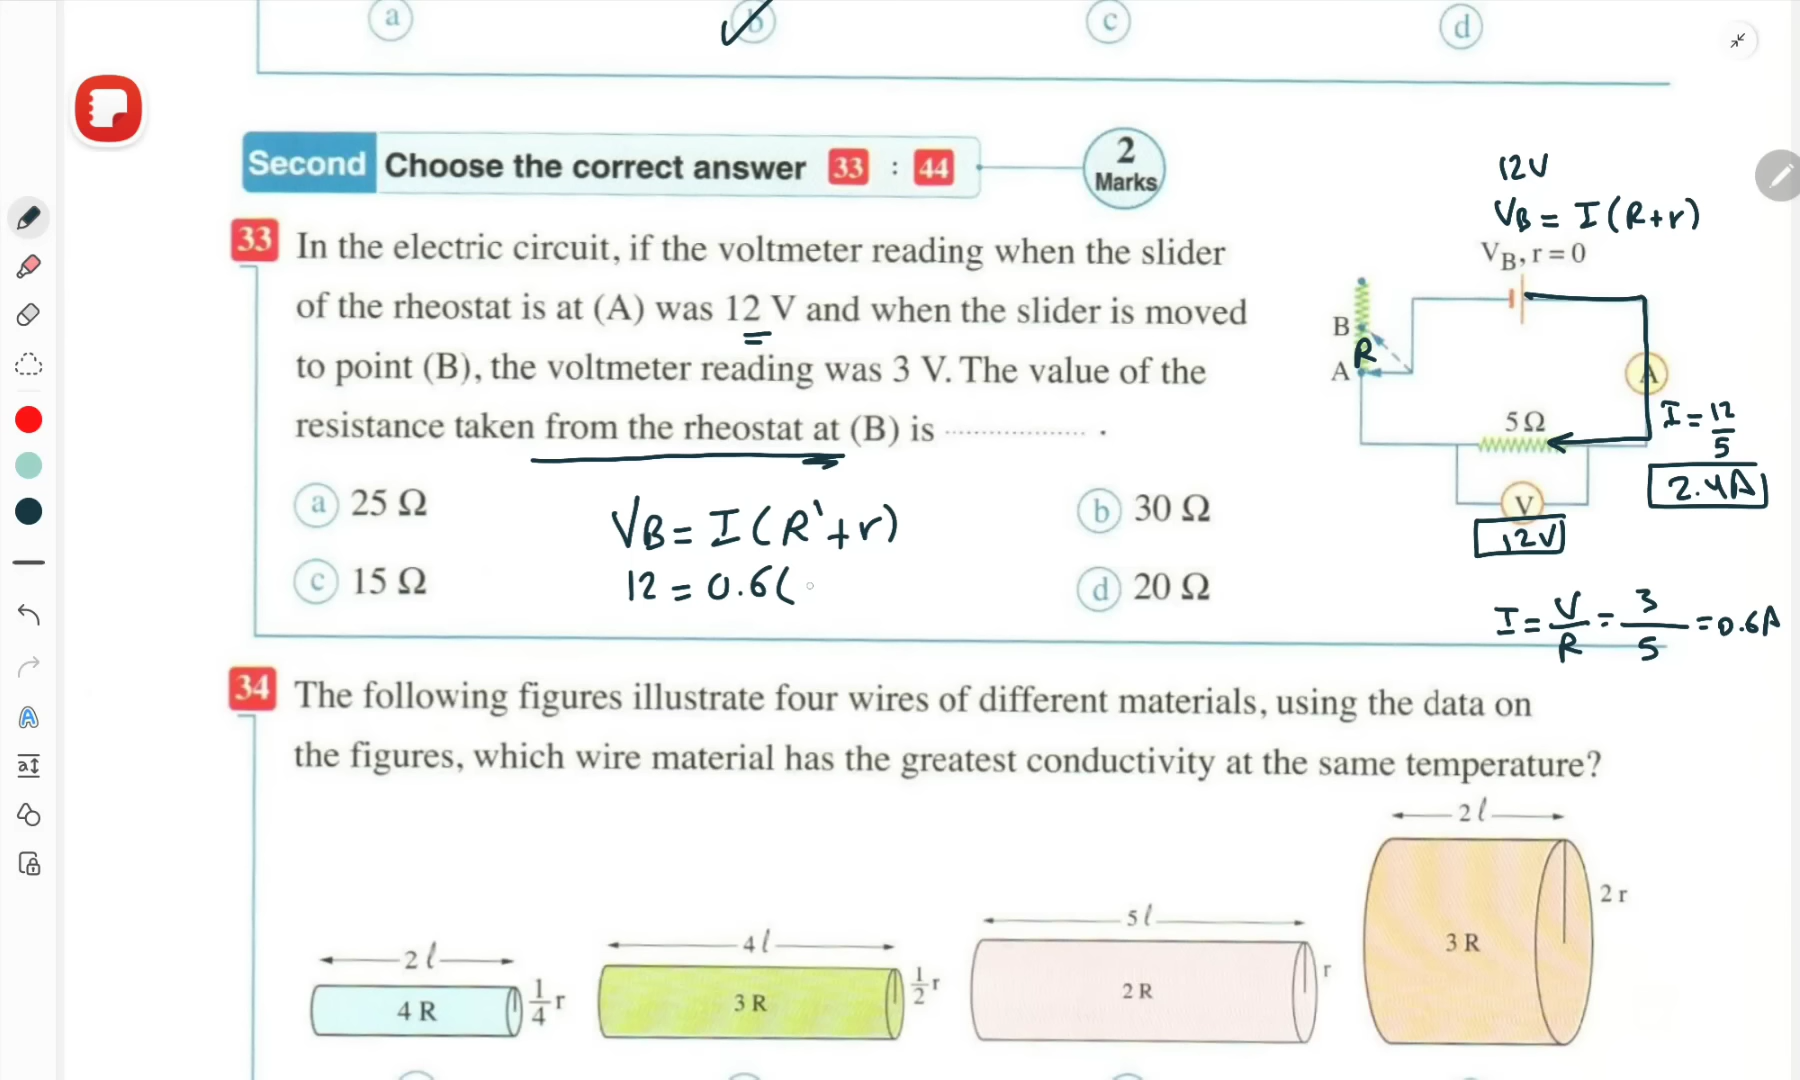 a b c d
Second Choose the correct answer 33 : 44
2
Marks
33 In the electric circuit, if the voltmeter reading when the slider
of the rheostat is at (A) was 12 V and when the slider is moved
to point (B), the voltmeter reading was 3 V. The value of the
resistance taken from the rheostat at (B) is .................... .
a 25 Ω
b 30 Ω
c 15 Ω
d 20 Ω
VB = I (R' + r)
12 = 0.6 (
12V
VB = I (R+r)
VB, r = 0
B
R
A
A
5 Ω
I = 12/5
2.4A
V
12V
I = V/R = 3/5 = 0.6A
34 The following figures illustrate four wires of different materials, using the data on
the figures, which wire material has the greatest conductivity at the same temperature?
2 l
4 R
1/4 r
4 l
3 R
1/2 r
5 l
2 R
r
2 l
3 R
2 r
A
a